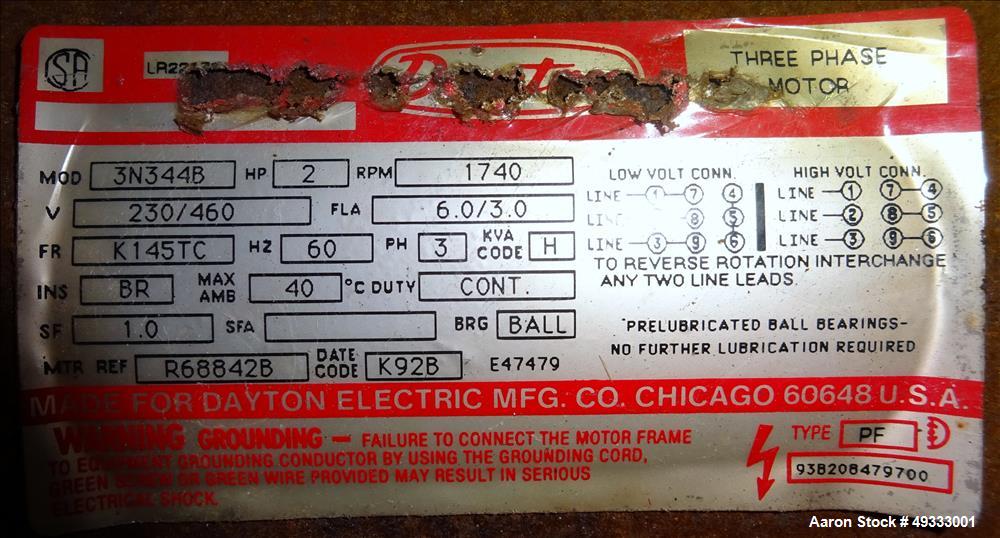 SA
THREE PHASE
MOTOR
MOD 3N344B HP 2 RPM 1740
V 230/460 FLA 6.0/3.0
FR K145TC HZ 60 PH 3 KVA CODE H
INS BR MAX AMB 40 °C DUTY CONT.
SF 1.0 SFA BRG BALL
MTR REF R68842B DATE CODE K92B E47479
LOW VOLT CONN.
LINE 1 7 4
LINE 8 5
LINE 3 9 6
HIGH VOLT CONN.
LINE 1 7 4
LINE 2 8 5
LINE 3 9 6
TO REVERSE ROTATION INTERCHANGE
ANY TWO LINE LEADS.
PRELUBRICATED BALL BEARINGS-
NO FURTHER LUBRICATION REQUIRED
MADE FOR DAYTON ELECTRIC MFG. CO. CHICAGO 60648 U.S.A.
WARNING GROUNDING — FAILURE TO CONNECT THE MOTOR FRAME
TO EQUIPMENT GROUNDING CONDUCTOR BY USING THE GROUNDING CORD,
GREEN SCREW OR GREEN WIRE PROVIDED MAY RESULT IN SERIOUS
ELECTRICAL SHOCK.
TYPE PF
93B208479700
Aaron Stock # 49333001